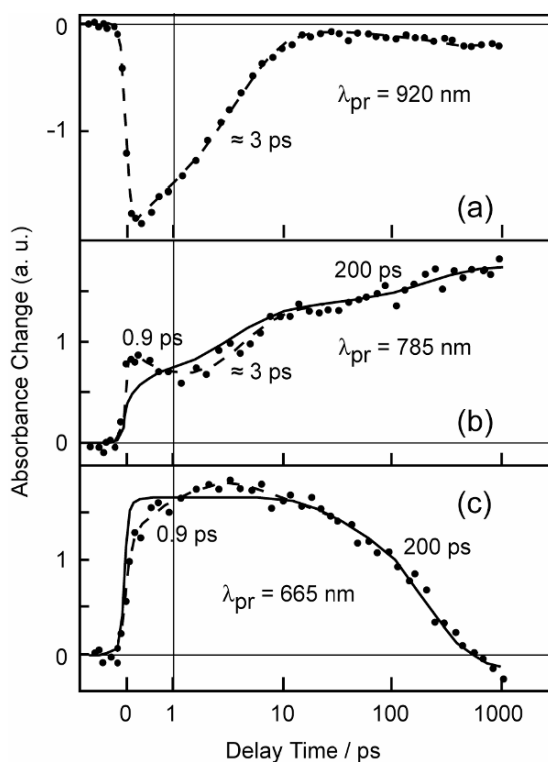 0
-1
λpr = 920 nm
≈ 3 ps
(a)
Absorbance Change (a. u.)
200 ps
1
0.9 ps
λpr = 785 nm
≈ 3 ps
0
(b)
(c)
1
0.9 ps
200 ps
λpr = 665 nm
0
0 1 10 100 1000
Delay Time / ps